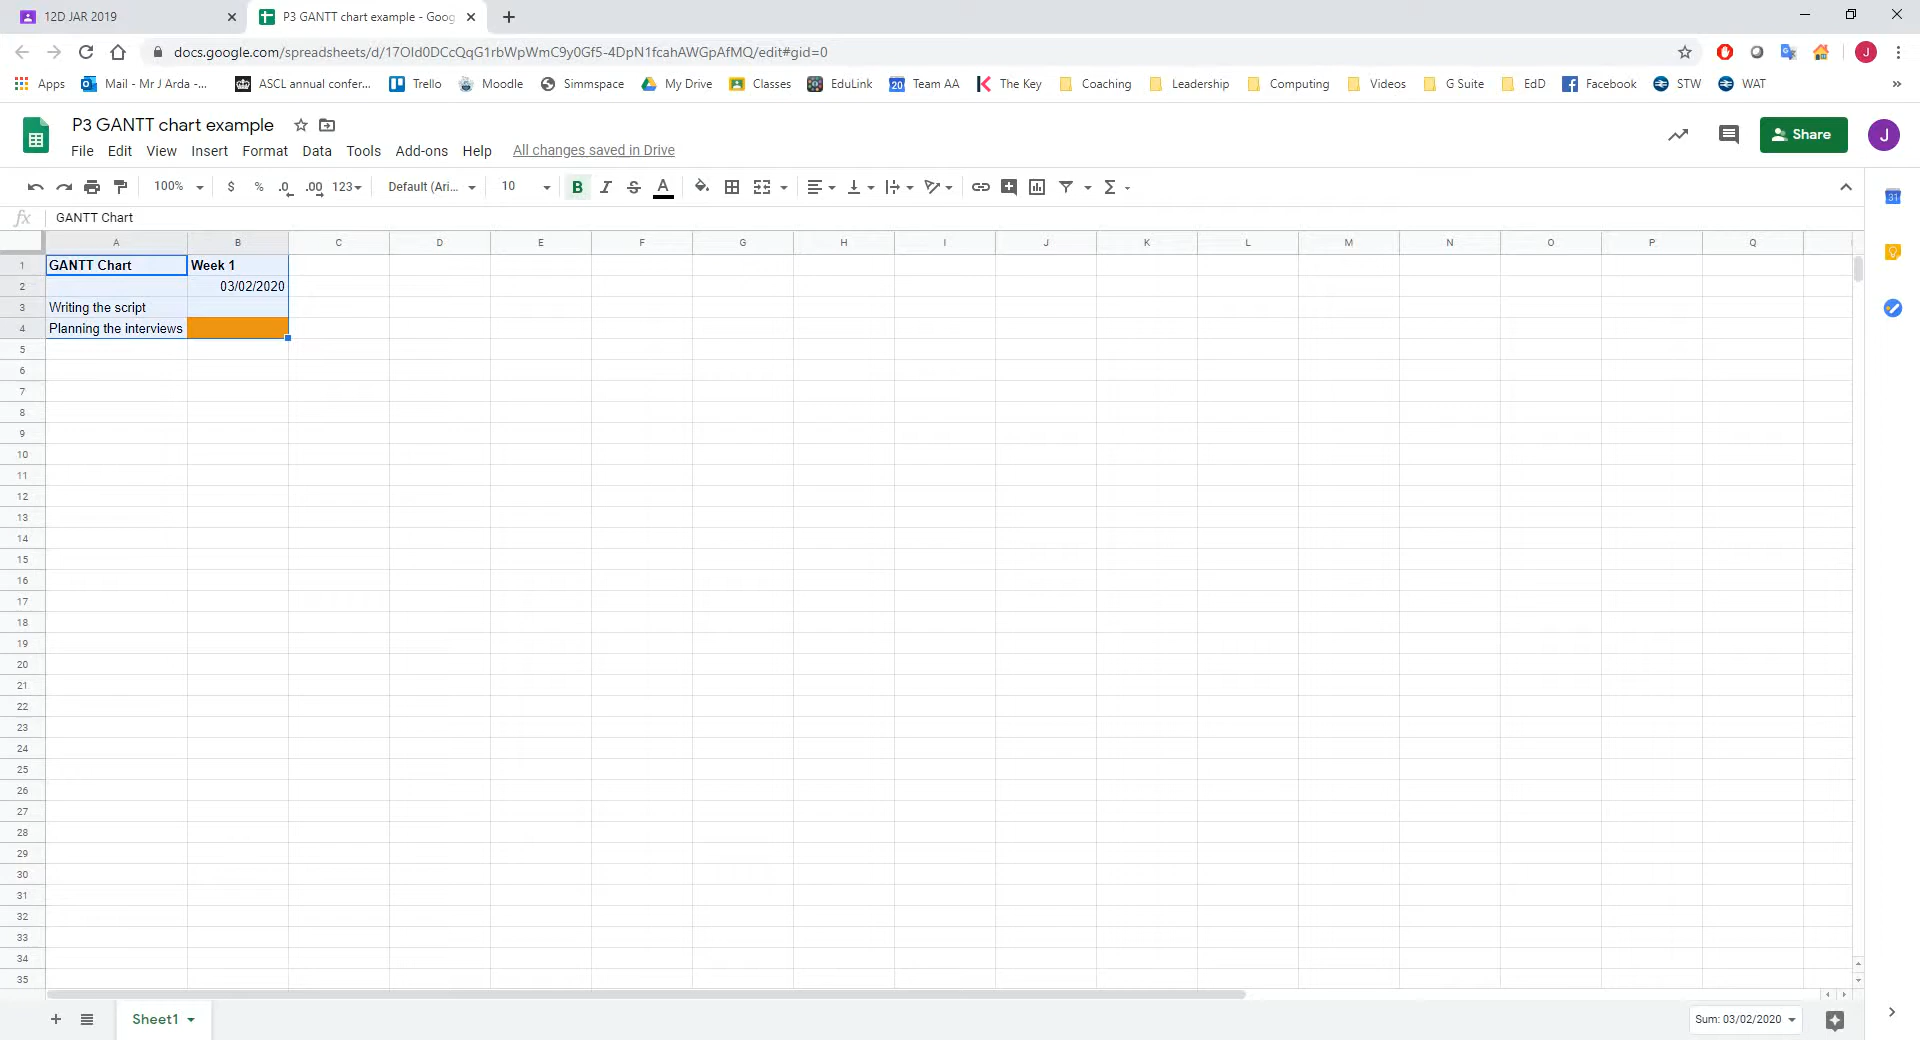 12D JAR 2019
P3 GANTT chart example - Goog
docs.google.com/spreadsheets/d/17Old0DCcQqG1rbWpWmC9y0Gf5-4DpN1fcahAWGpAfMQ/edit#gid=0
J
Apps Mail - Mr J Arda -... ASCL annual confer... Trello Moodle Simmspace My Drive Classes EduLink 20 Team AA The Key Coaching Leadership Computing Videos G Suite EdD Facebook STW WAT »
P3 GANTT chart example
Share J
File Edit View Insert Format Data Tools Add-ons Help All changes saved in Drive
100% $ % .0 .00 123 Default (Ari... 10 B I S A Σ
31
fx GANTT Chart
A B C D E F G H I J K L M N O P Q
1 GANTT Chart Week 1
2 03/02/2020
3 Writing the script
4 Planning the interviews
5
6
7
8
9
10
11
12
13
14
15
16
17
18
19
20
21
22
23
24
25
26
27
28
29
30
31
32
33
34
35
Sheet1 Sum: 03/02/2020